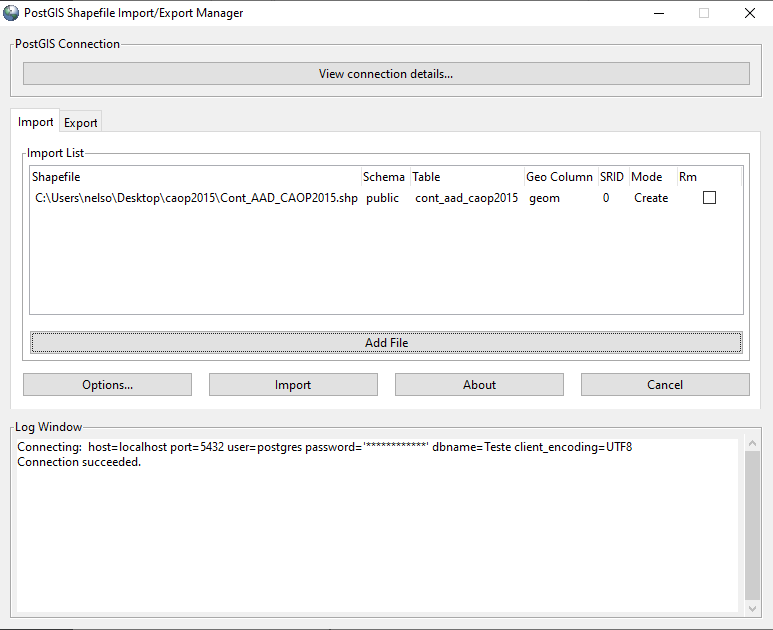 PostGIS Shapefile Import/Export Manager
PostGIS Connection
View connection details...
Import Export
Import List
Shapefile Schema Table Geo Column SRID Mode Rm
C:\Users\nelso\Desktop\caop2015\Cont_AAD_CAOP2015.shp public cont_aad_caop2015 geom 0 Create
Add File
Options... Import About Cancel
Log Window
Connecting: host=localhost port=5432 user=postgres password='************' dbname=Teste client_encoding=UTF8
Connection succeeded.